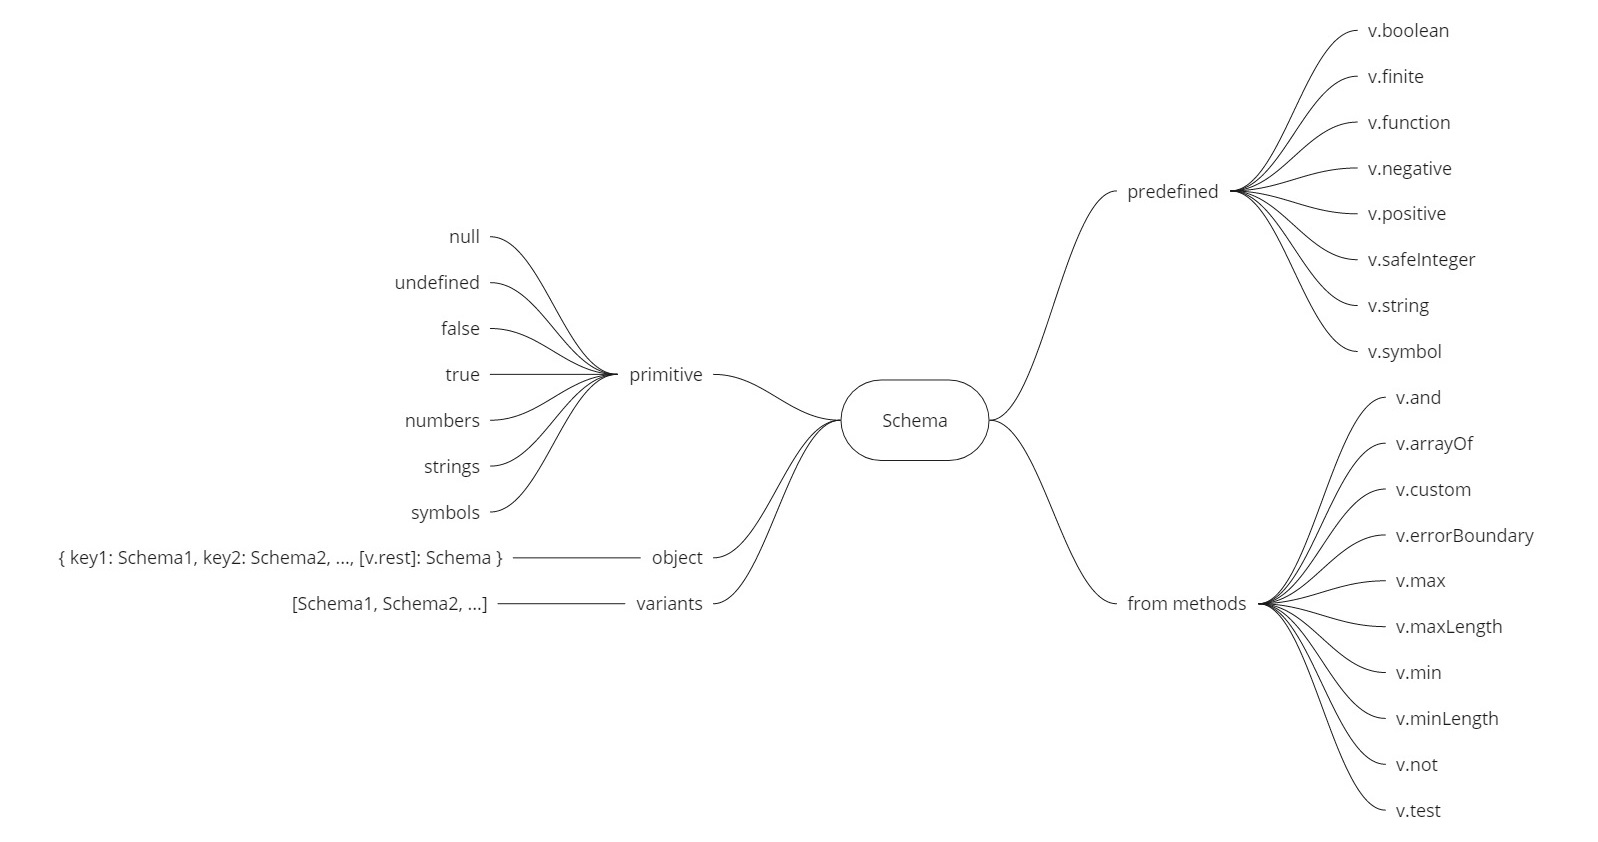 null
undefined
false
true
numbers
strings
symbols
primitive
{ key1: Schema1, key2: Schema2, ..., [v.rest]: Schema }
object
[Schema1, Schema2, ...]
variants
Schema
predefined
v.boolean
v.finite
v.function
v.negative
v.positive
v.safeInteger
v.string
v.symbol
from methods
v.and
v.arrayOf
v.custom
v.errorBoundary
v.max
v.maxLength
v.min
v.minLength
v.not
v.test